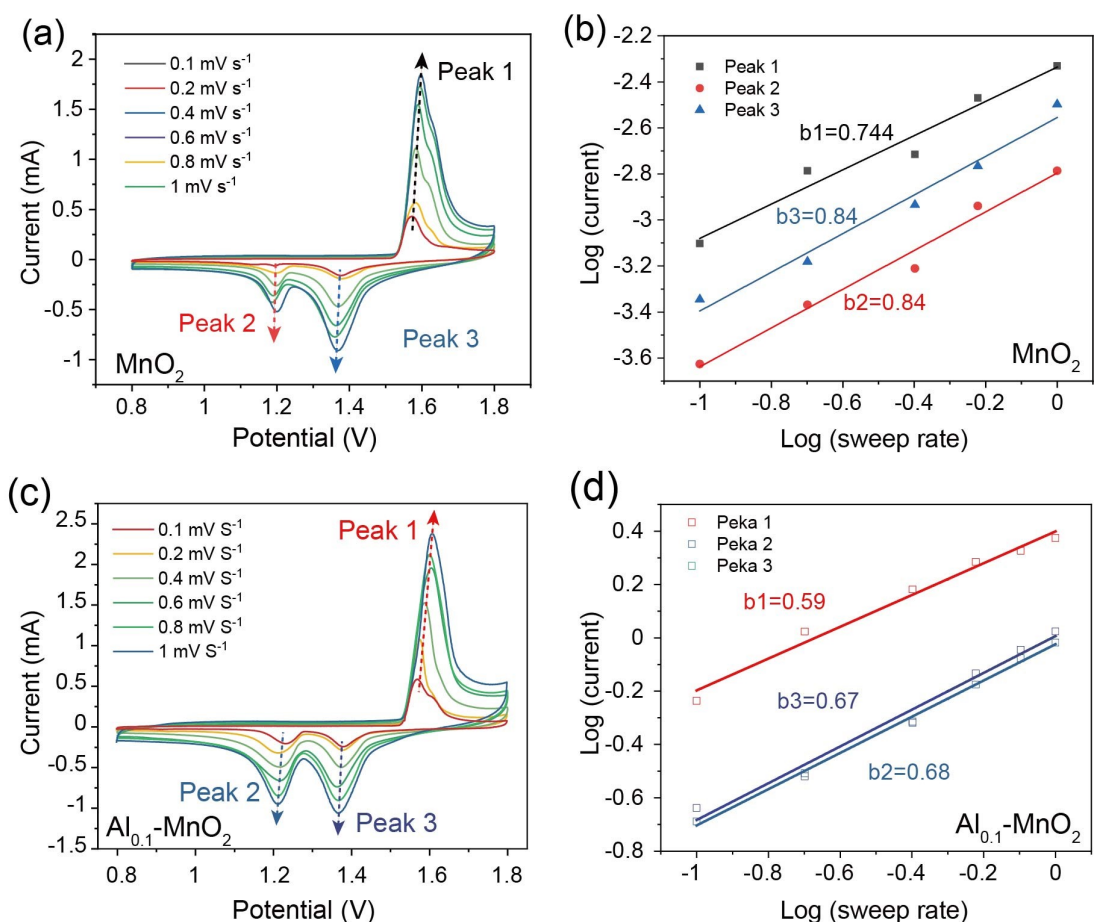 (a)
0.1 mV s⁻¹
0.2 mV s⁻¹
0.4 mV s⁻¹
0.6 mV s⁻¹
0.8 mV s⁻¹
1 mV s⁻¹
Peak 1
Peak 2
Peak 3
MnO₂
Current (mA)
2
1.5
1
0.5
0
-0.5
-1
0.8
1
1.2
1.4
1.6
1.8
Potential (V)
(b)
Peak 1
Peak 2
Peak 3
b1=0.744
b3=0.84
b2=0.84
MnO₂
Log (current)
-2.2
-2.4
-2.6
-2.8
-3
-3.2
-3.4
-3.6
-1
-0.8
-0.6
-0.4
-0.2
0
Log (sweep rate)
(c)
0.1 mV S⁻¹
0.2 mV S⁻¹
0.4 mV S⁻¹
0.6 mV S⁻¹
0.8 mV S⁻¹
1 mV S⁻¹
Peak 1
Peak 2
Peak 3
Al₀.₁-MnO₂
Current (mA)
2.5
2
1.5
1
0.5
0
-0.5
-1
-1.5
0.8
1
1.2
1.4
1.6
1.8
Potential (V)
(d)
Peka 1
Peka 2
Peka 3
b1=0.59
b3=0.67
b2=0.68
Al₀.₁-MnO₂
Log (current)
0.4
0.2
0
-0.2
-0.4
-0.6
-0.8
-1
-0.8
-0.6
-0.4
-0.2
0
Log (sweep rate)